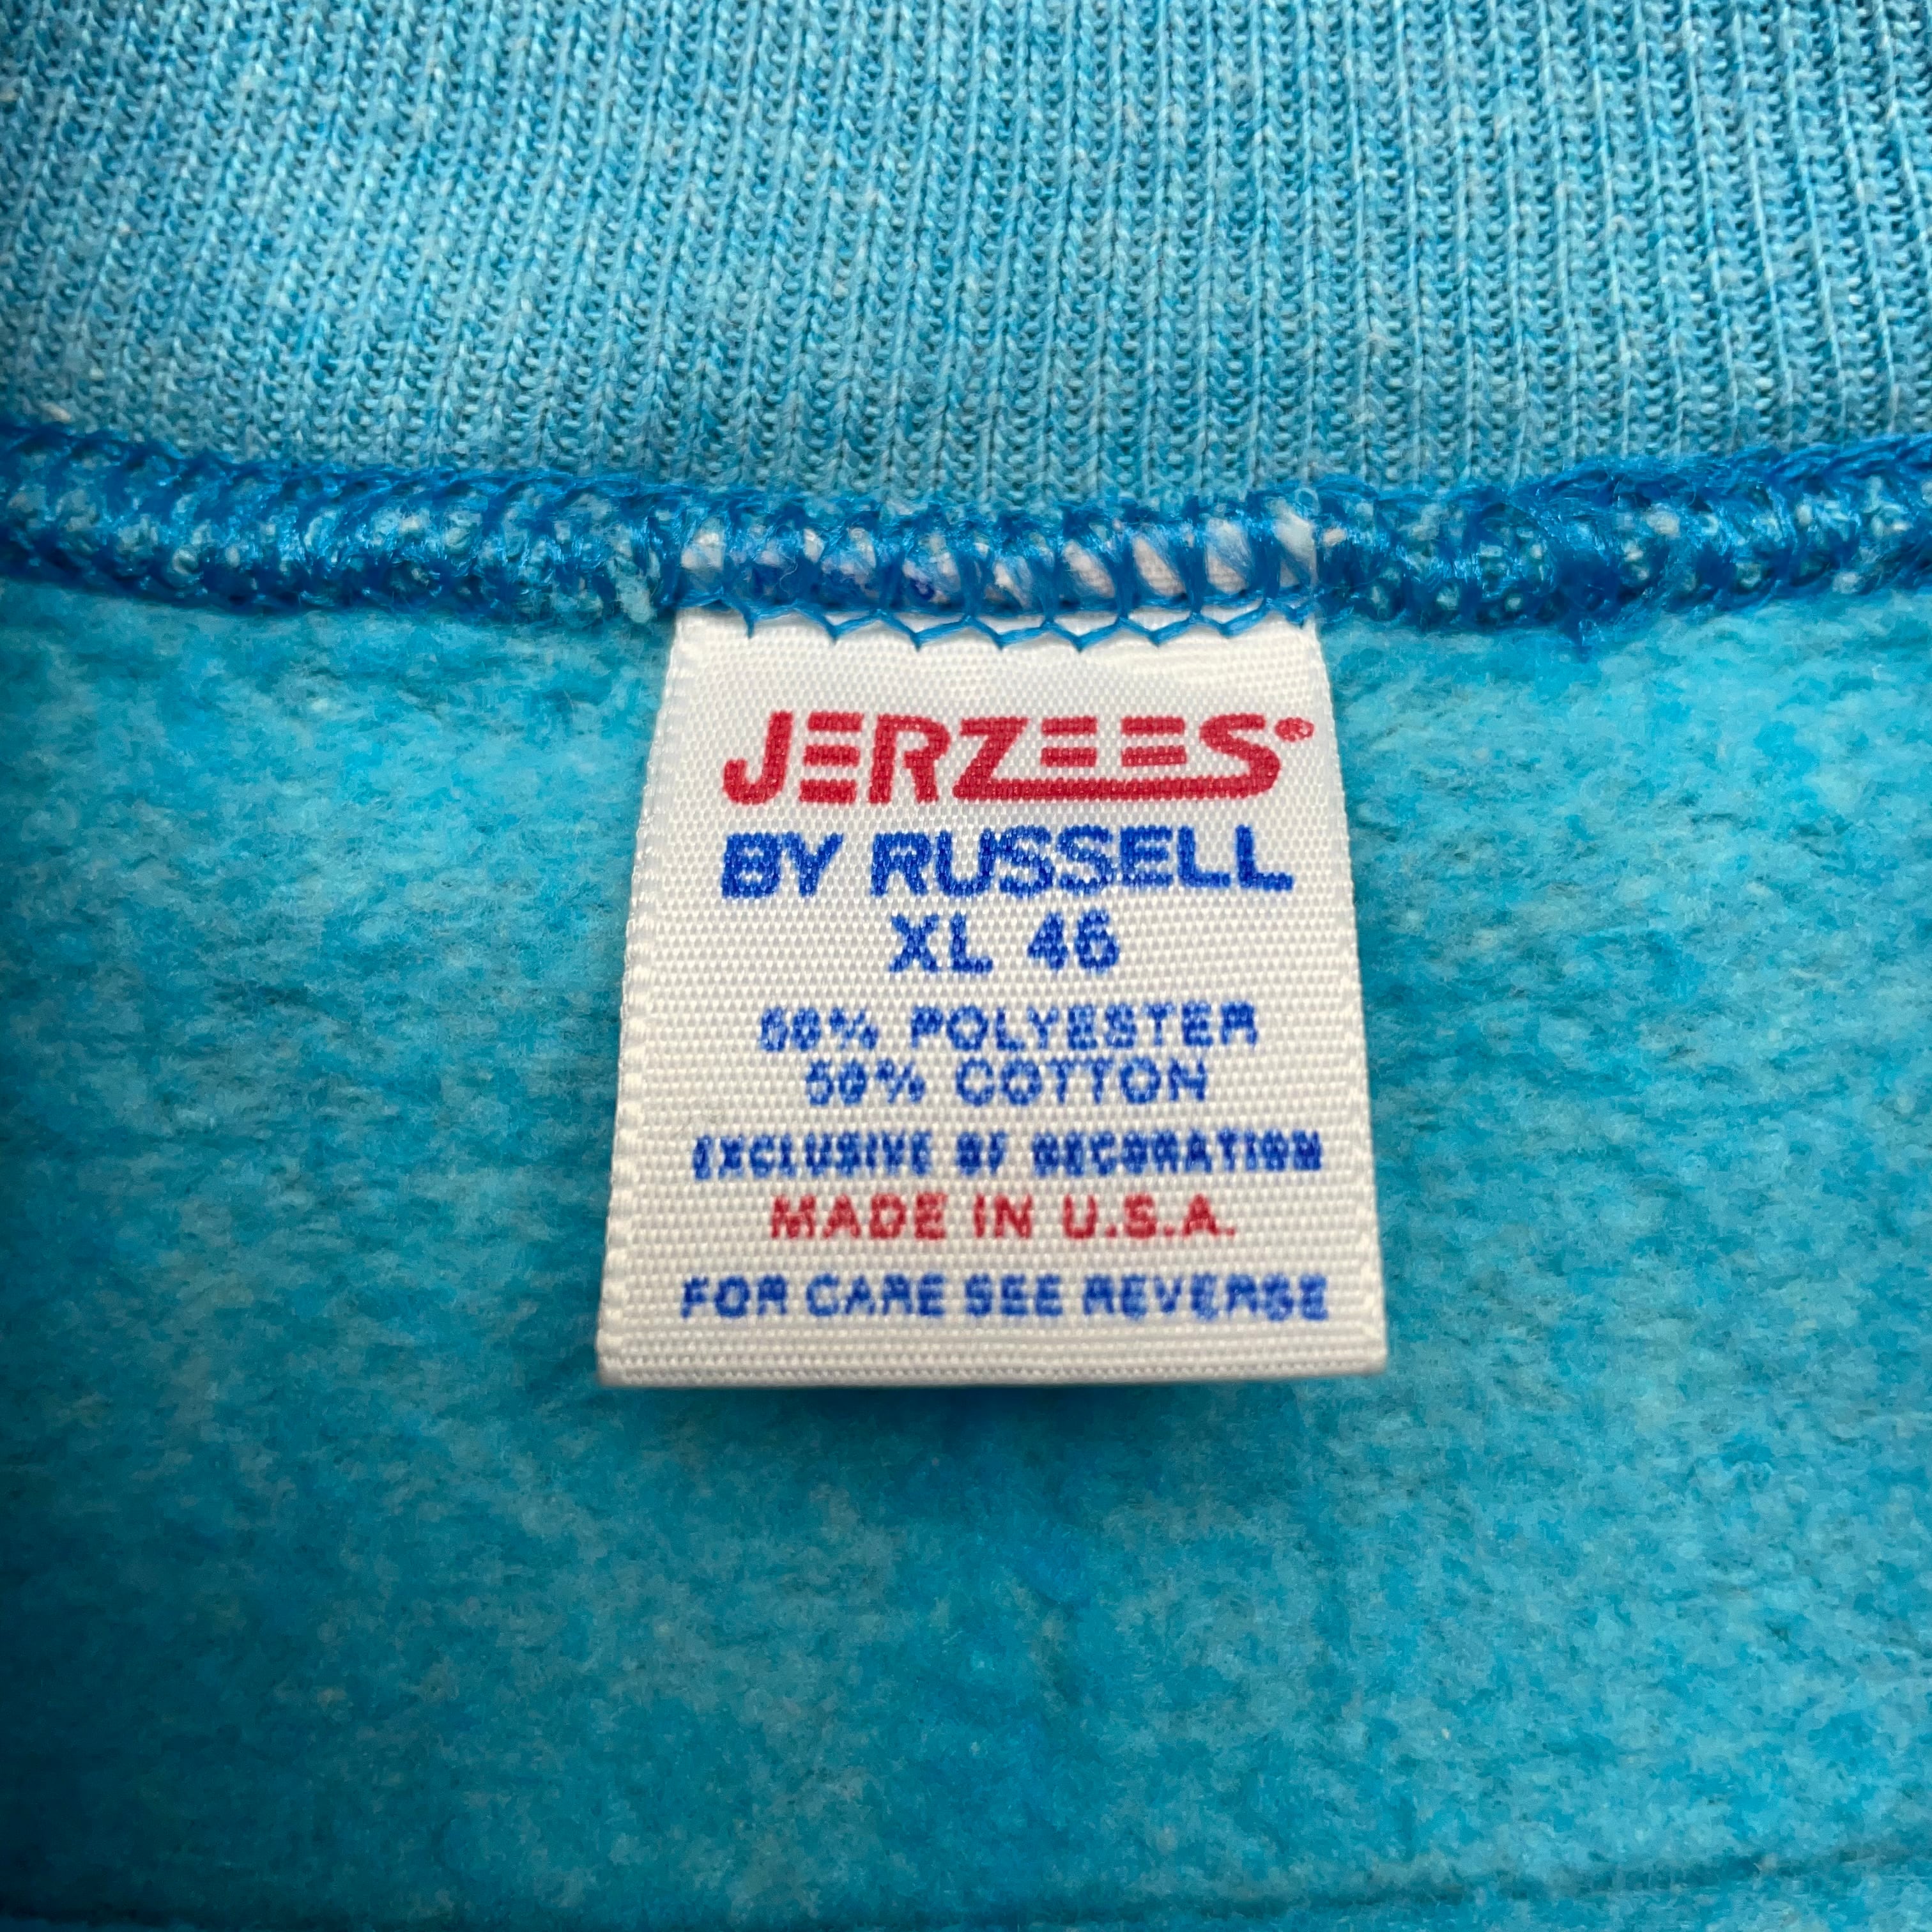 JERZEES®
BY RUSSELL
XL 46
50% POLYESTER
50% COTTON
EXCLUSIVE OF DECORATION
MADE IN U.S.A.
FOR CARE SEE REVERSE